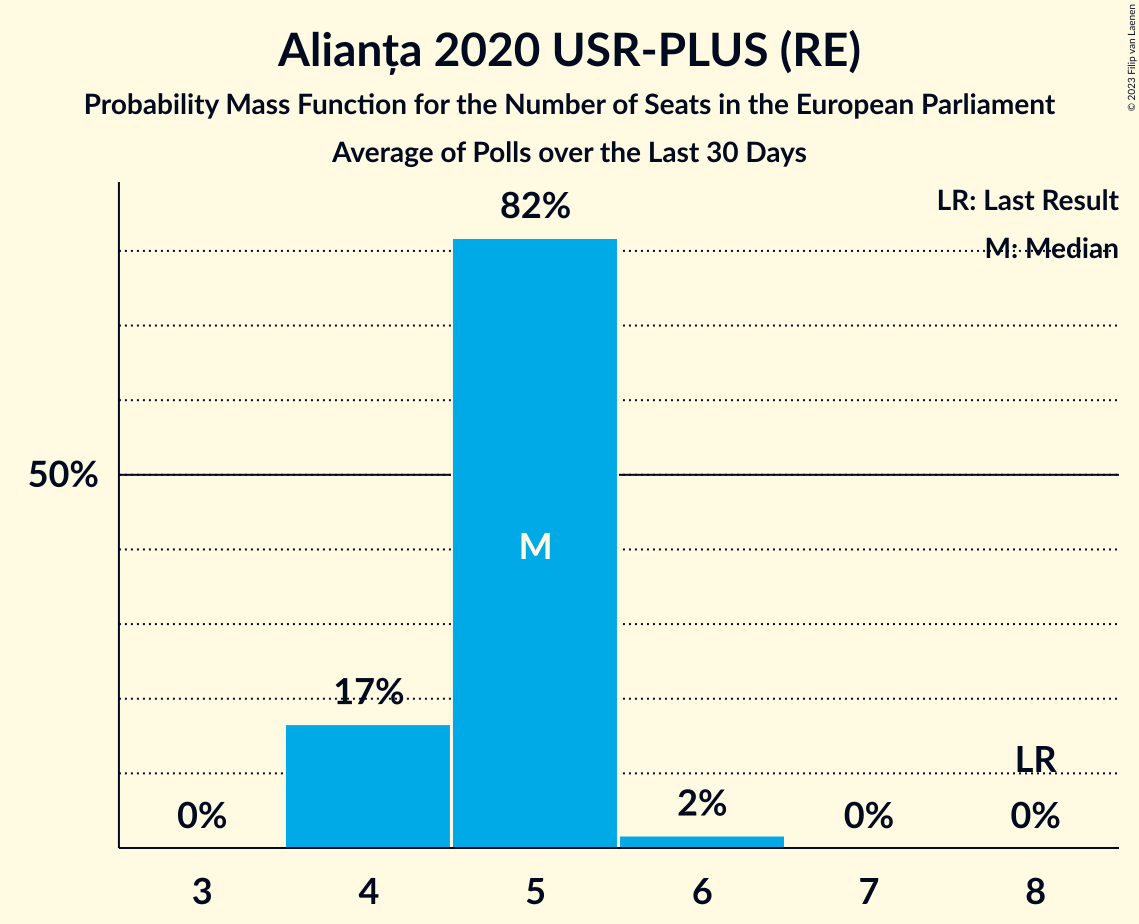 Alianța 2020 USR-PLUS (RE)
Probability Mass Function for the Number of Seats in the European Parliament
Average of Polls over the Last 30 Days
© 2023 Filip van Laenen
LR: Last Result
M: Median
82%
50%
M
17%
LR
0%
2%
0%
0%
3 4 5 6 7 8